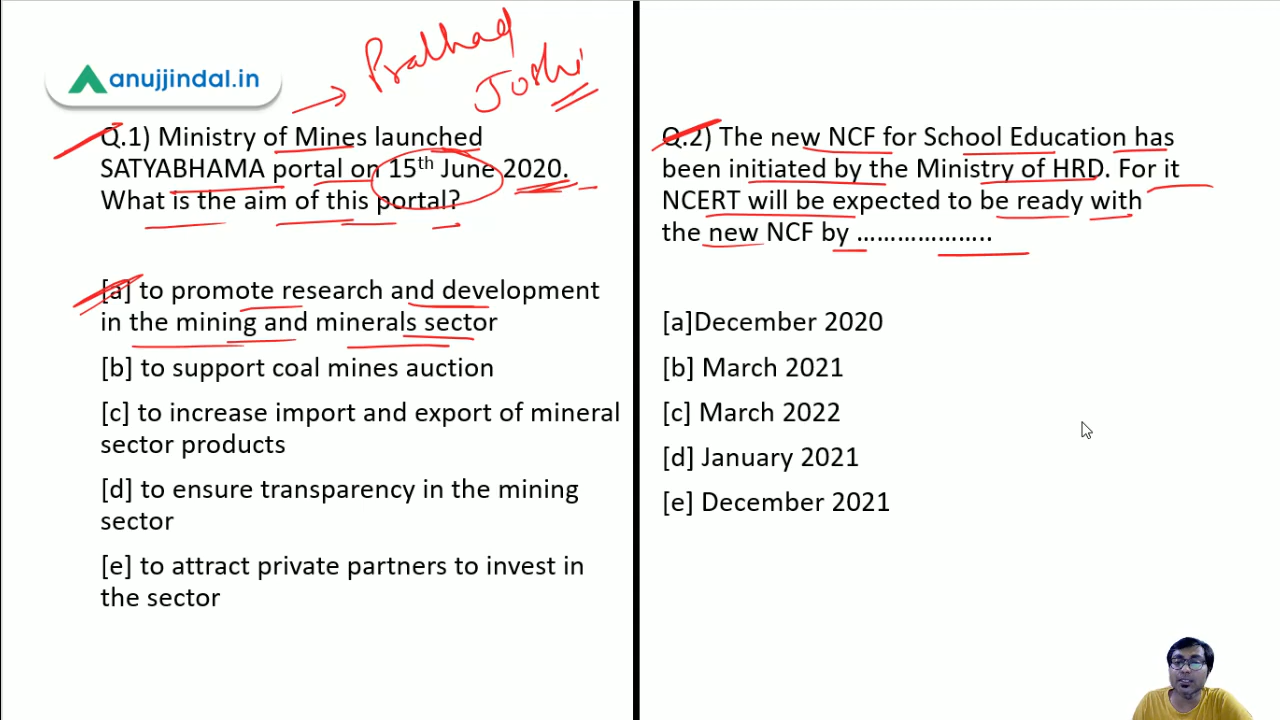 Pralhad
Joshi
anujjindal.in
Q.1) Ministry of Mines launched
SATYABHAMA portal on 15th June 2020.
What is the aim of this portal?
[a] to promote research and development
in the mining and minerals sector
[b] to support coal mines auction
[c] to increase import and export of mineral
sector products
[d] to ensure transparency in the mining
sector
[e] to attract private partners to invest in
the sector
Q.2) The new NCF for School Education has
been initiated by the Ministry of HRD. For it
NCERT will be expected to be ready with
the new NCF by ………………..
[a]December 2020
[b] March 2021
[c] March 2022
[d] January 2021
[e] December 2021